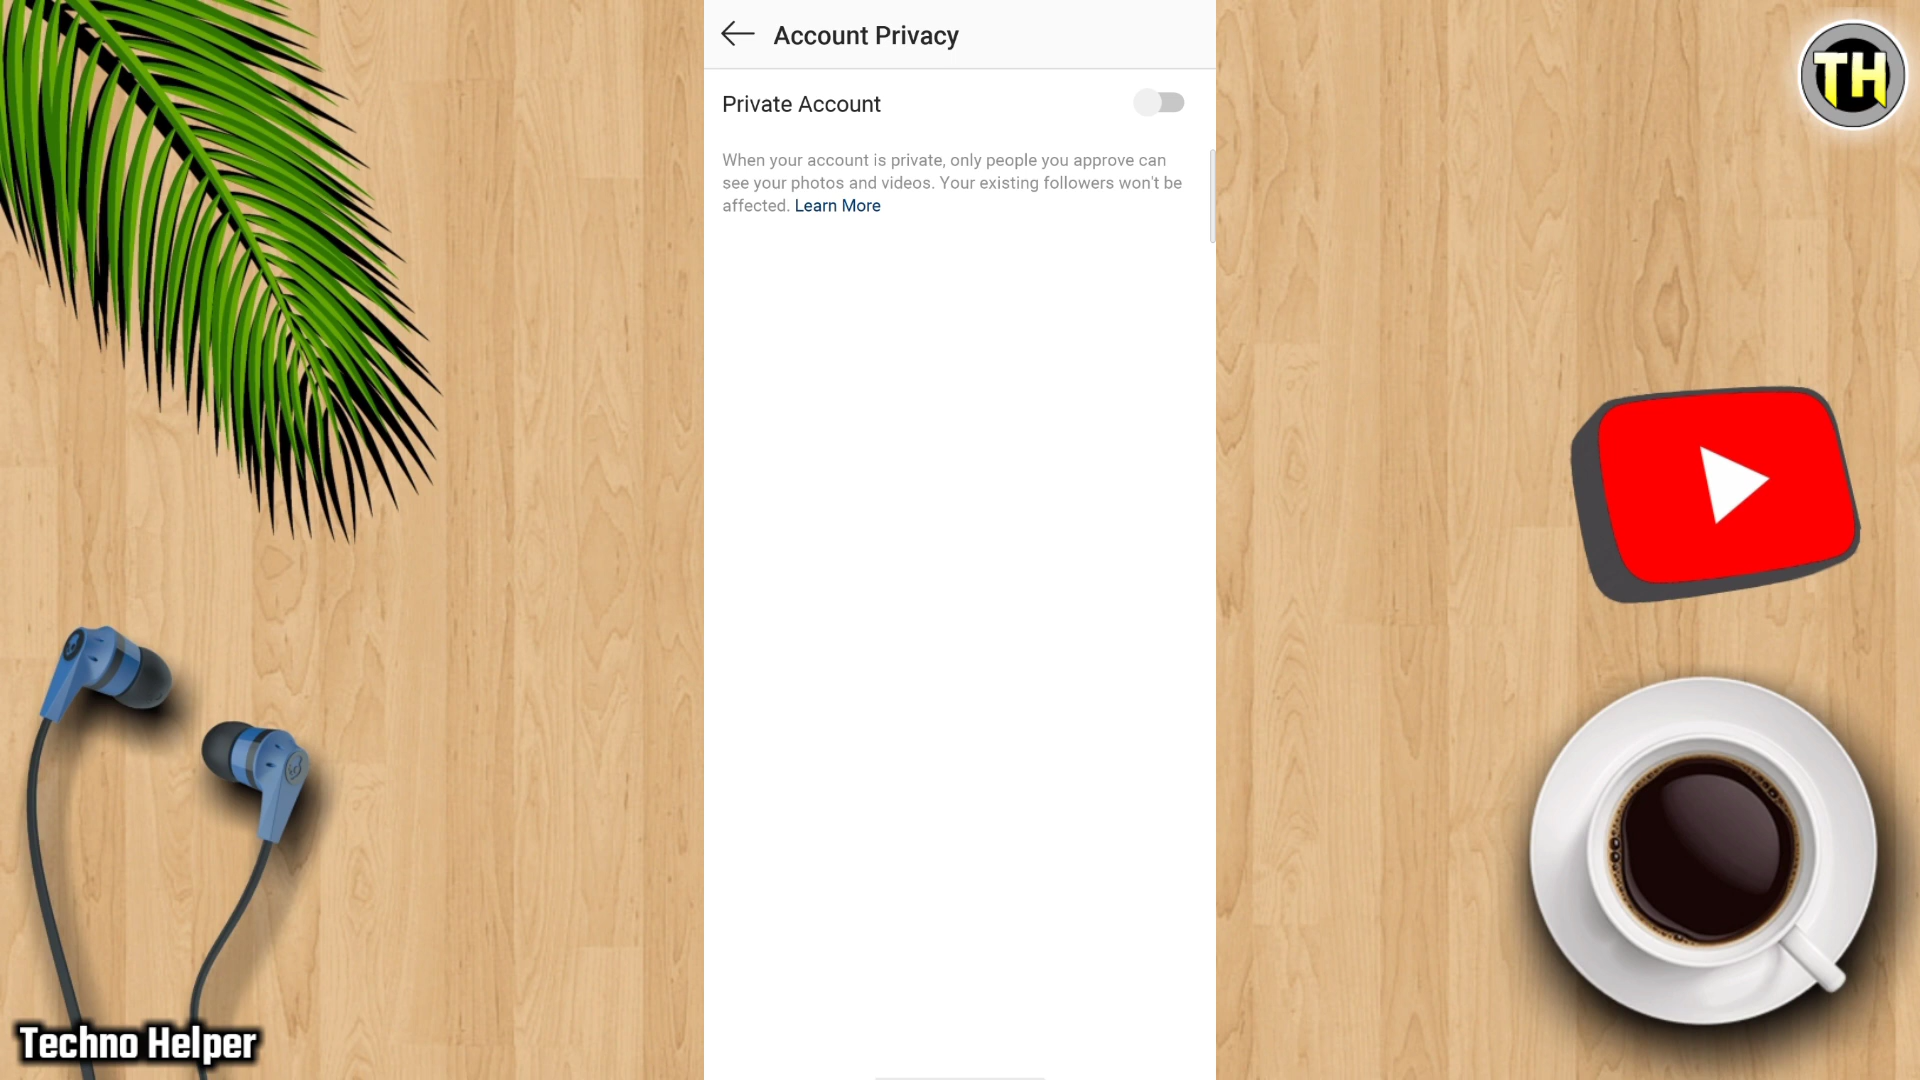 Account Privacy
TH
Private Account
When your account is private, only people you approve can
see your photos and videos. Your existing followers won't be
affected. Learn More
Techno Helper